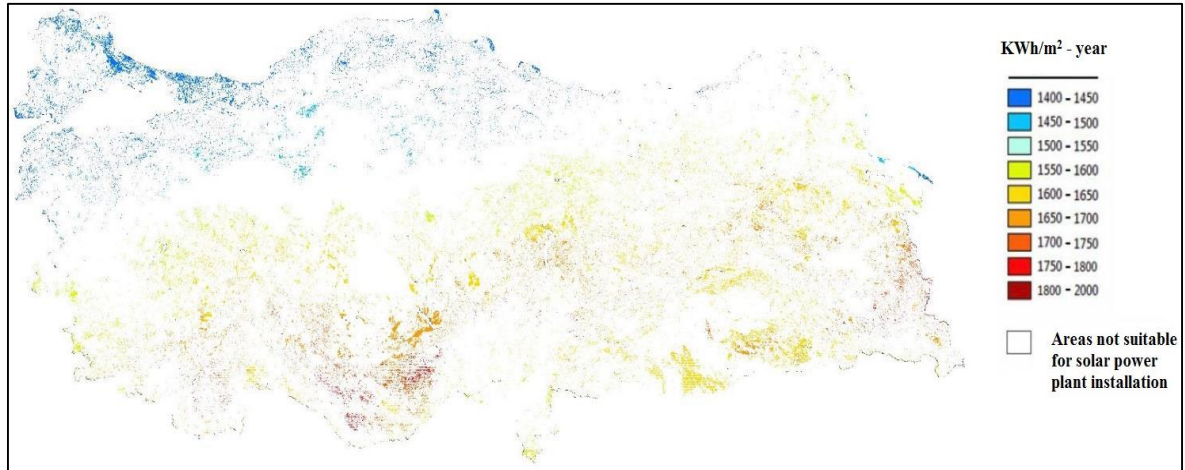 KWh/m² - year
1400 - 1450
1450 - 1500
1500 - 1550
1550 - 1600
1600 - 1650
1650 - 1700
1700 - 1750
1750 - 1800
1800 - 2000
Areas not suitable
for solar power
plant installation